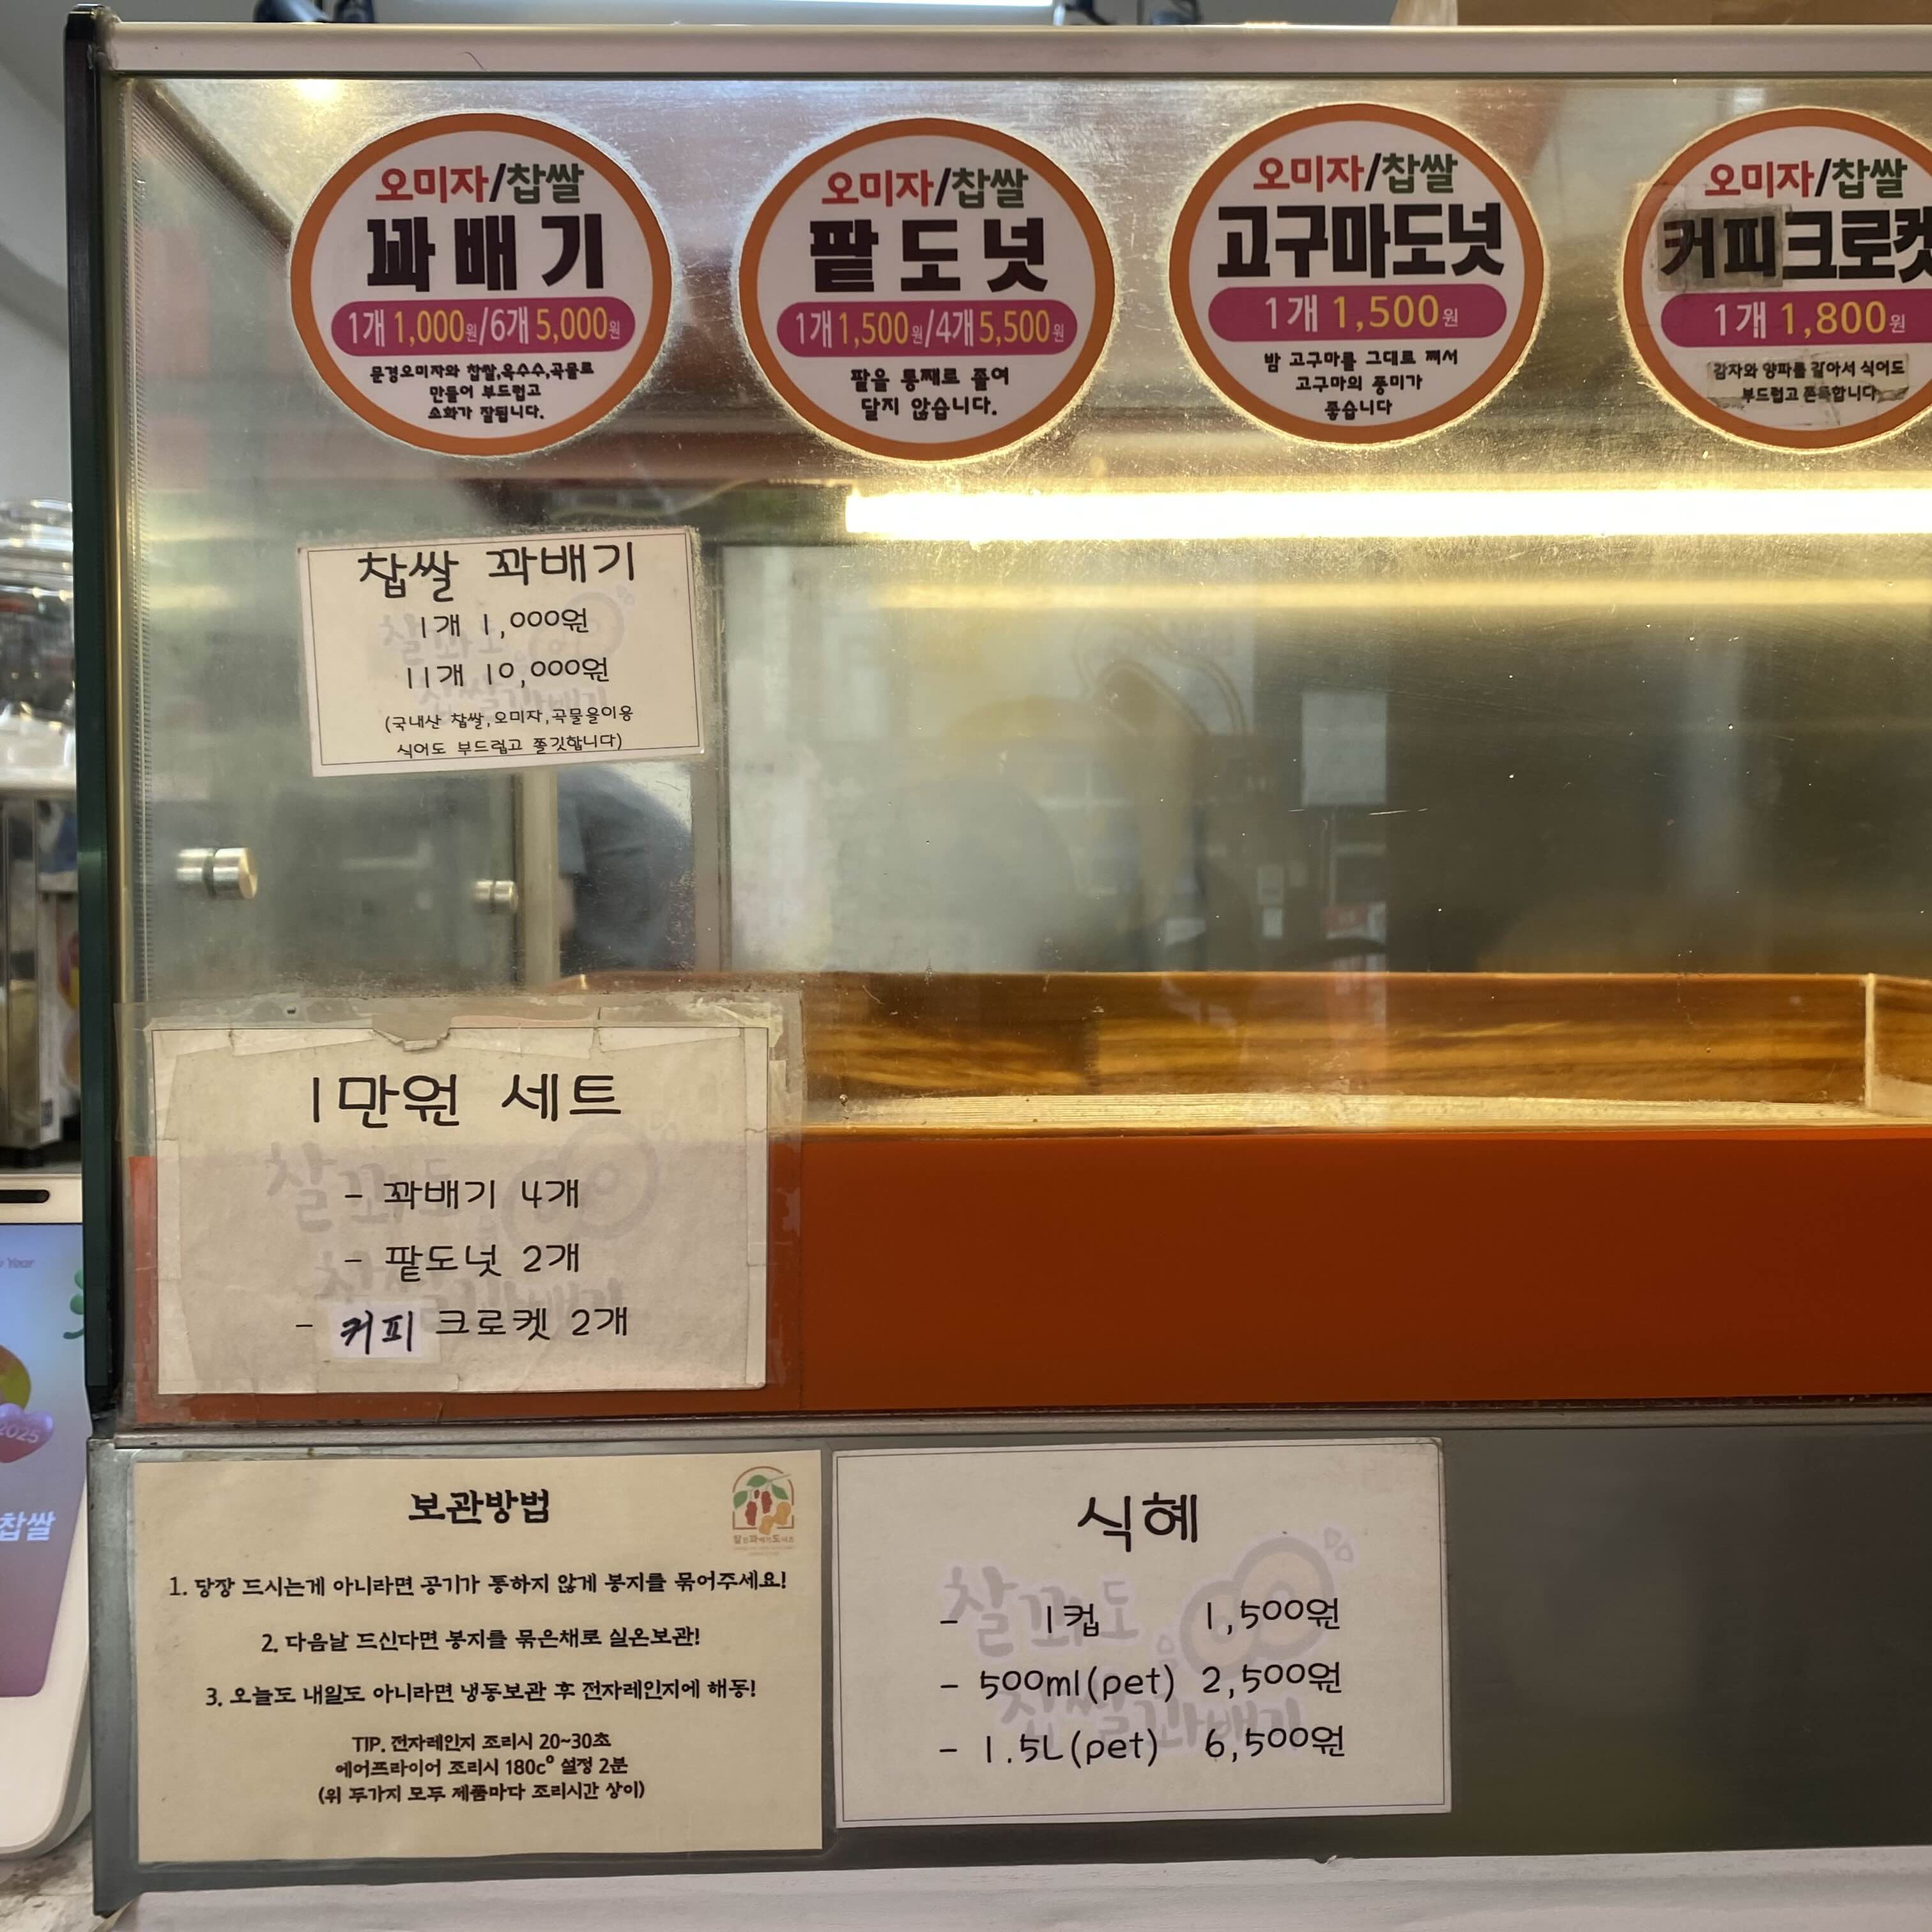 오미자/찹쌀
꽈배기
1개 1,000원/6개 5,000원
문경오미자와 찹쌀,옥수수,곡물로
만들어 부드럽고
소화가 잘됩니다.
오미자/찹쌀
팥도넛
1개 1,500원/4개 5,500원
팥을 통째로 졸여
달지 않습니다.
오미자/찹쌀
고구마도넛
1개 1,500원
밤 고구마를 그대로 쪄서
고구마의 풍미가
좋습니다
오미자/찹쌀
커피크로켓
1개 1,800원
감자와 양파를 갈아서 식어도
부드럽고 쫀득합니다
찹쌀 꽈배기
1개 1,000원
11개 10,000원
(국내산 찹쌀,오미자,곡물을이용
식어도 부드럽고 쫄깃합니다)
1만원 세트
- 꽈배기 4개
- 팥도넛 2개
- 커피 크로켓 2개
Year
2025
찹쌀
보관방법
1. 당장 드시는게 아니라면 공기가 통하지 않게 봉지를 묶어주세요!
2. 다음날 드신다면 봉지를 묶은채로 실온보관!
3. 오늘도 내일도 아니라면 냉동보관 후 전자레인지에 해동!
TIP. 전자레인지 조리시 20~30초
에어프라이어 조리시 180c° 설정 2분
(위 두가지 모두 제품마다 조리시간 상이)
식혜
- 1컵 1,500원
- 500ml(pet) 2,500원
- 1.5L(pet) 6,500원
찰꽈도
찹쌀꽈배기